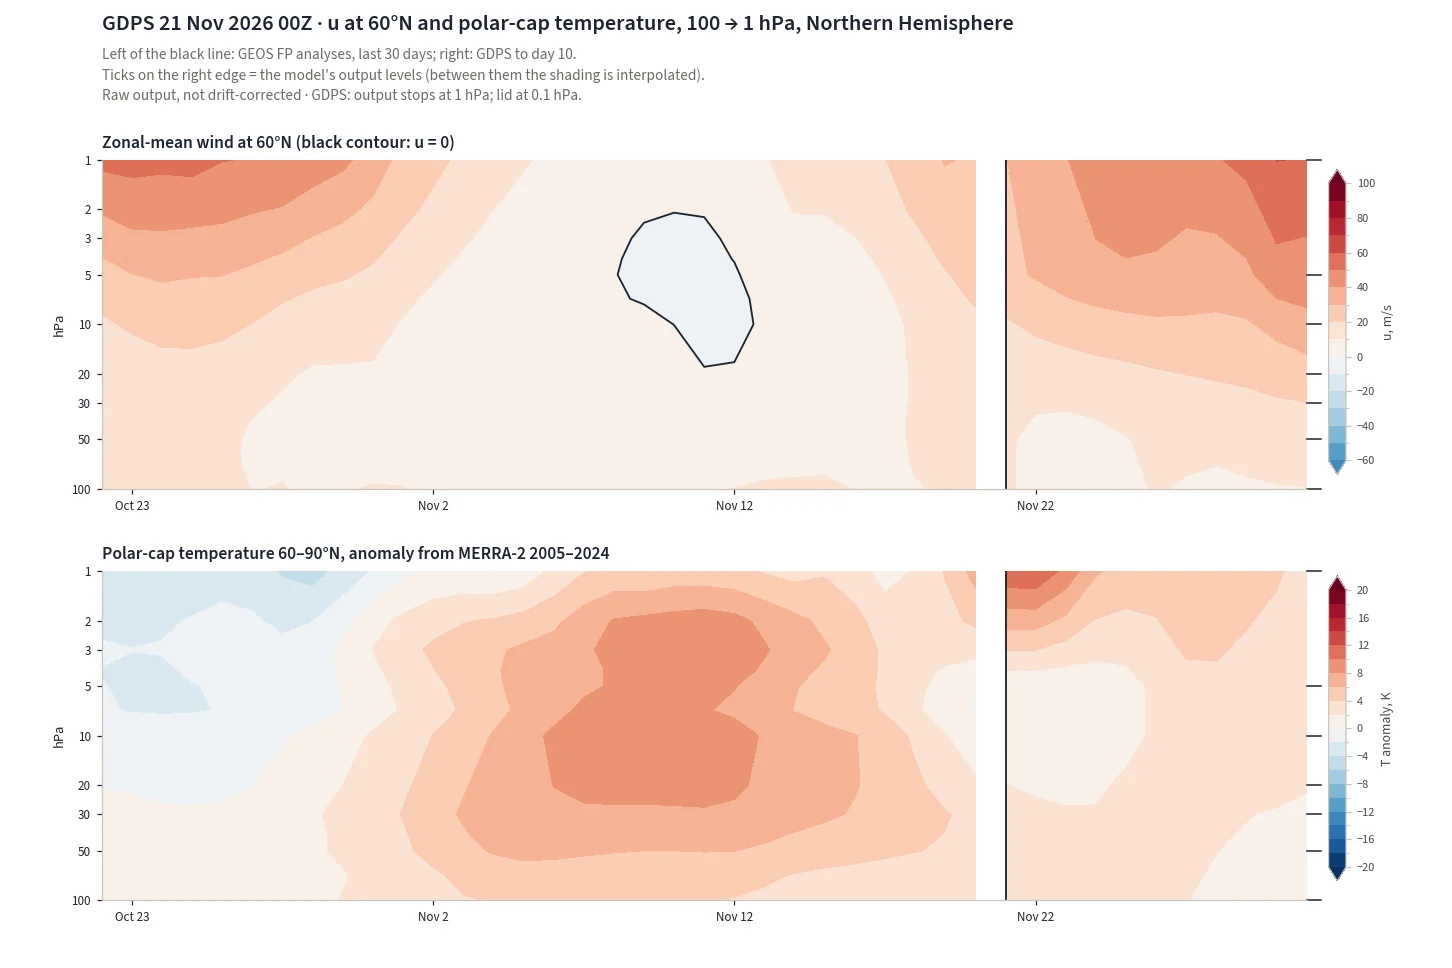 GDPS 21 Nov 2026 00Z · u at 60°N and polar-cap temperature, 100 → 1 hPa, Northern Hemisphere
Left of the black line: GEOS FP analyses, last 30 days; right: GDPS to day 10.
Ticks on the right edge = the model's output levels (between them the shading is interpolated).
Raw output, not drift-corrected · GDPS: output stops at 1 hPa; lid at 0.1 hPa.
Zonal-mean wind at 60°N (black contour: u = 0)
1
2
3
5
10
20
30
50
100
hPa
Oct 23
Nov 2
Nov 12
Nov 22
100
80
60
40
20
0
−20
−40
−60
u, m/s
Polar-cap temperature 60–90°N, anomaly from MERRA-2 2005–2024
1
2
3
5
10
20
30
50
100
hPa
Oct 23
Nov 2
Nov 12
Nov 22
20
16
12
8
4
0
−4
−8
−12
−16
−20
T anomaly, K